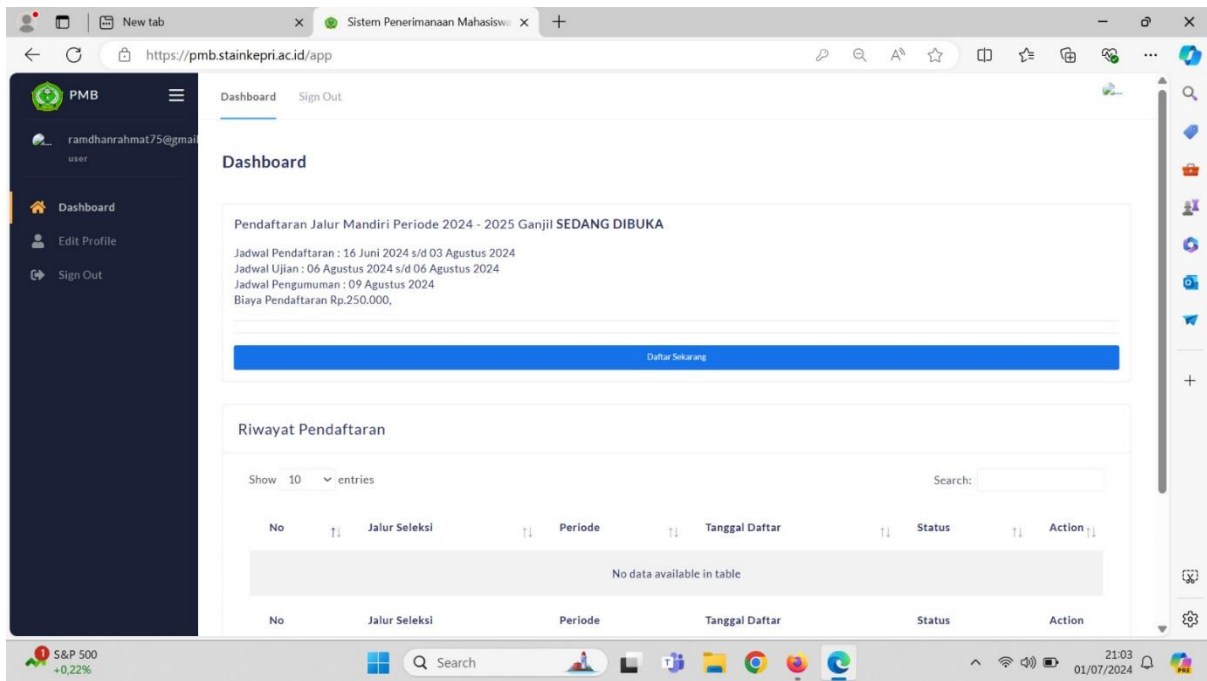 New tab
Sistem Penerimanaan Mahasisw
https://pmb.stainkepri.ac.id/app
PMB
Dashboard Sign Out
ramdhanrahmat75@gmail
user
Dashboard
Edit Profile
Sign Out
Dashboard
Pendaftaran Jalur Mandiri Periode 2024 - 2025 Ganjil SEDANG DIBUKA
Jadwal Pendaftaran : 16 Juni 2024 s/d 03 Agustus 2024
Jadwal Ujian : 06 Agustus 2024 s/d 06 Agustus 2024
Jadwal Pengumuman : 09 Agustus 2024
Biaya Pendaftaran Rp.250.000,
Daftar Sekarang
Riwayat Pendaftaran
Show 10 entries Search:
No Jalur Seleksi Periode Tanggal Daftar Status Action
No data available in table
No Jalur Seleksi Periode Tanggal Daftar Status Action
1 S&P 500
+0,22%
Search
21:03
01/07/2024
PRE